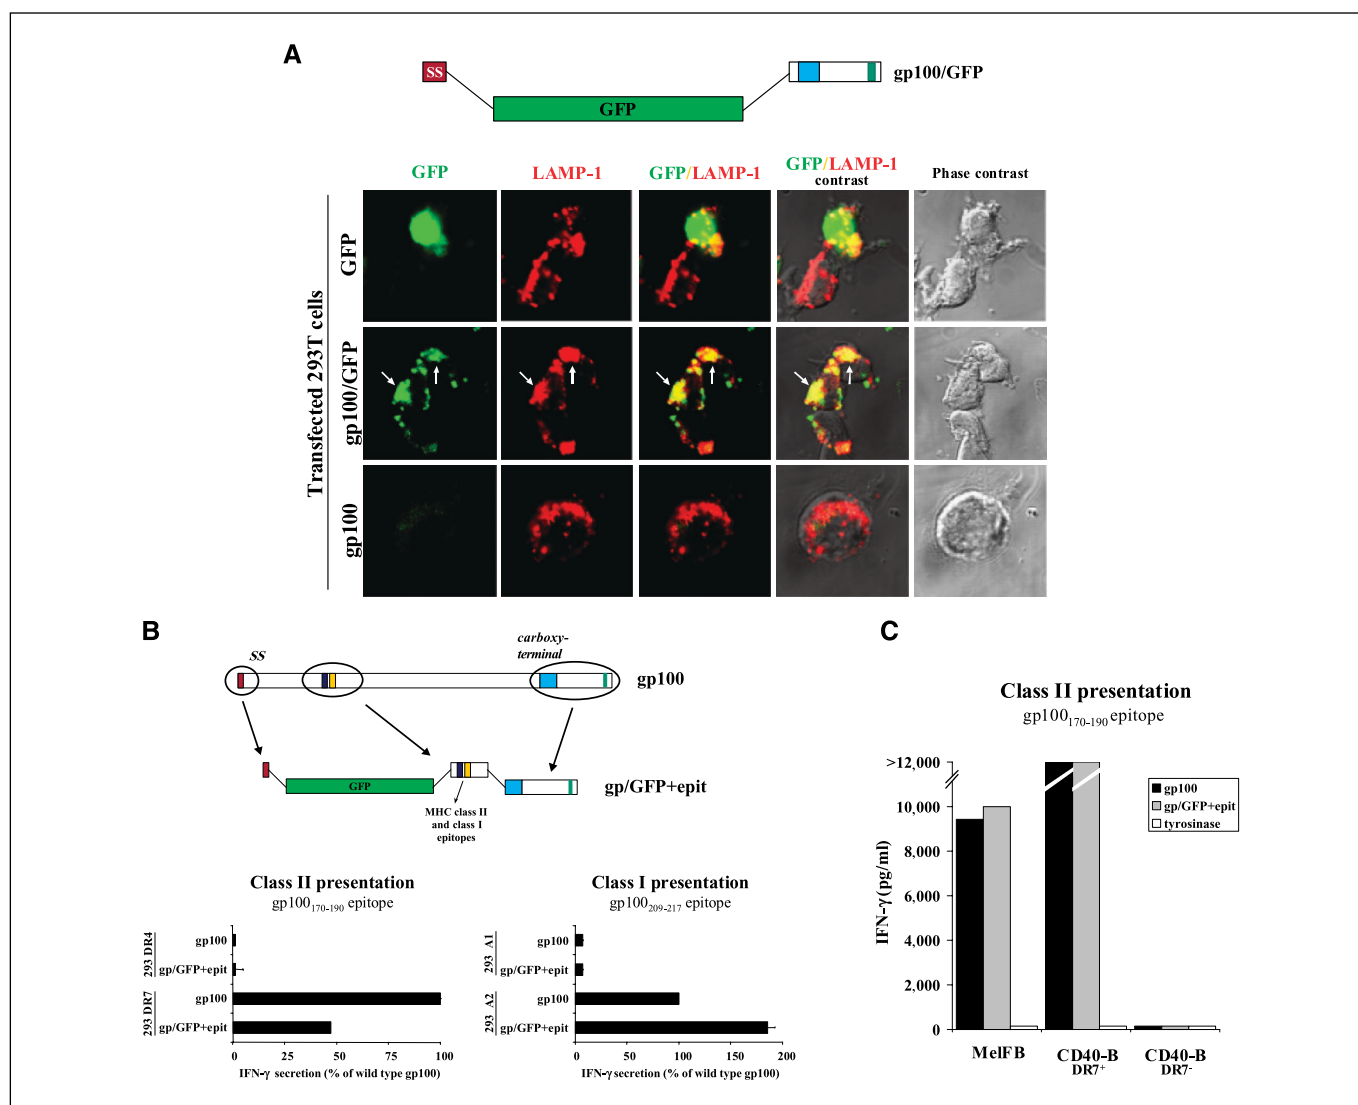 A
SS
GFP
gp100/GFP
GFP
LAMP-1
GFP/LAMP-1
GFP/LAMP-1
contrast
Phase contrast
Transfected 293T cells
GFP
gp100/GFP
gp100
B
SS
carboxy-
terminal
gp100
GFP
gp/GFP+epit
MHC class II
and class I
epitopes
Class II presentation
gp100170-190 epitope
293 DR4
gp100
gp/GFP+epit
293 DR7
gp100
gp/GFP+epit
0 25 50 75 100
IFN-γ secretion (% of wild type gp100)
Class I presentation
gp100209-217 epitope
293 A1
gp100
gp/GFP+epit
293 A2
gp100
gp/GFP+epit
0 50 100 150 200
IFN-γ secretion (% of wild type gp100)
C
Class II presentation
gp100170-190 epitope
IFN-γ (pg/ml)
>12,000
10,000
8,000
6,000
4,000
2,000
0
gp100
gp/GFP+epit
tyrosinase
MelFB
CD40-B
DR7+
CD40-B
DR7-